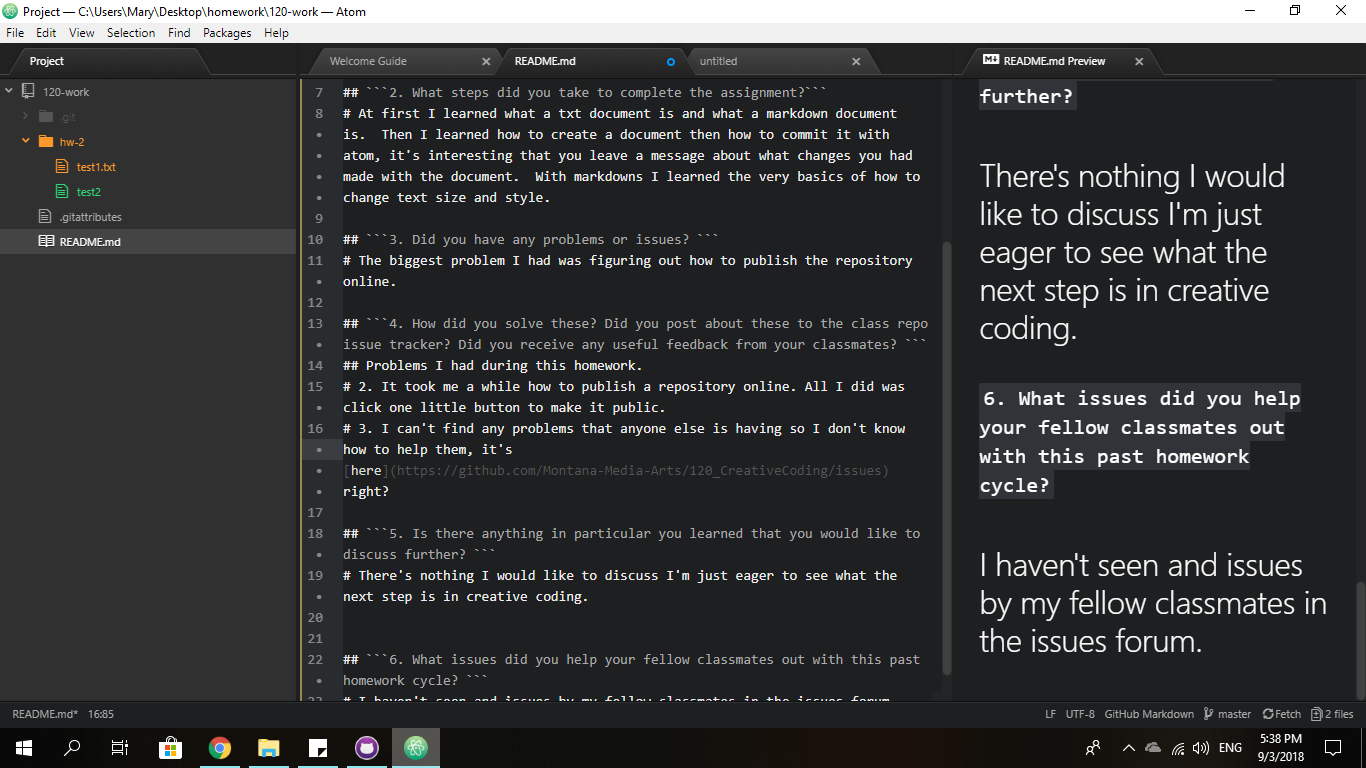 Project — C:\Users\Mary\Desktop\homework\120-work — Atom
File Edit View Selection Find Packages Help
Project
Welcome Guide
README.md
untitled
README.md Preview
120-work
.git
hw-2
test1.txt
test2
.gitattributes
README.md
7 ## ```2. What steps did you take to complete the assignment?```
8 # At first I learned what a txt document is and what a markdown document
• is.  Then I learned how to create a document then how to commit it with
• atom, it's interesting that you leave a message about what changes you had
• made with the document.  With markdowns I learned the very basics of how to
• change text size and style.
9
10 ## ```3. Did you have any problems or issues? ```
11 # The biggest problem I had was figuring out how to publish the repository
• online.
12
13 ## ```4. How did you solve these? Did you post about these to the class repo
• issue tracker? Did you receive any useful feedback from your classmates? ```
14 ## Problems I had during this homework.
15 # 2. It took me a while how to publish a repository online. All I did was
• click one little button to make it public.
16 # 3. I can't find any problems that anyone else is having so I don't know
• how to help them, it's
• [here](https://github.com/Montana-Media-Arts/120_CreativeCoding/issues)
• right?
17
18 ## ```5. Is there anything in particular you learned that you would like to
• discuss further? ```
19 # There's nothing I would like to discuss I'm just eager to see what the
• next step is in creative coding.
20
21
22 ## ```6. What issues did you help your fellow classmates out with this past
• homework cycle? ```
23 # I haven't seen and issues by my fellow classmates in the issues forum.
further?
There's nothing I would
like to discuss I'm just
eager to see what the
next step is in creative
coding.
6. What issues did you help
your fellow classmates out
with this past homework
cycle?
I haven't seen and issues
by my fellow classmates in
the issues forum.
README.md* 16:85
LF UTF-8 GitHub Markdown master Fetch 2 files
ENG
5:38 PM
9/3/2018